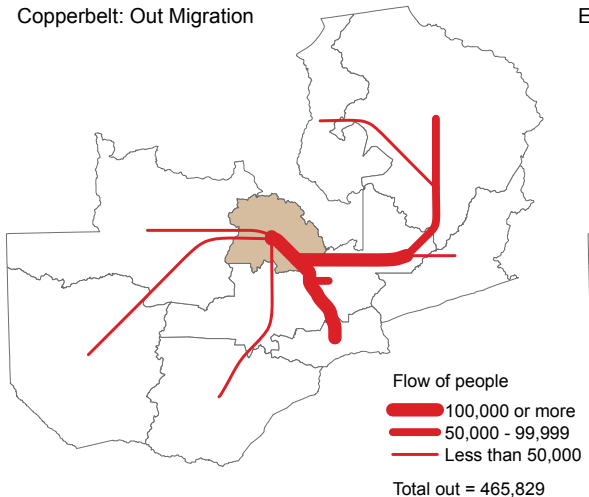 Copperbelt: Out Migration
E
Flow of people
100,000 or more
50,000 - 99,999
Less than 50,000
Total out = 465,829